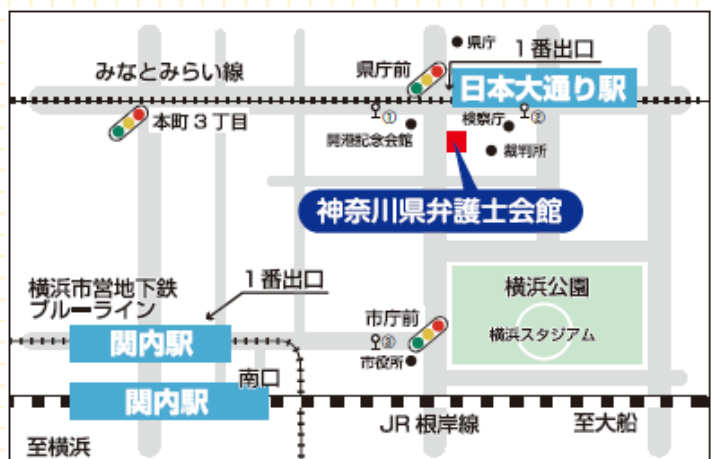 県庁
1番出口
みなとみらい線
県庁前
日本大通り駅
本町3丁目
①
検察庁
②
開港記念会館
裁判所
神奈川県弁護士会館
横浜市営地下鉄
ブルーライン
1番出口
横浜公園
市庁前
横浜スタジアム
関内駅
③
市役所
南口
関内駅
JR根岸線
至大船
至横浜